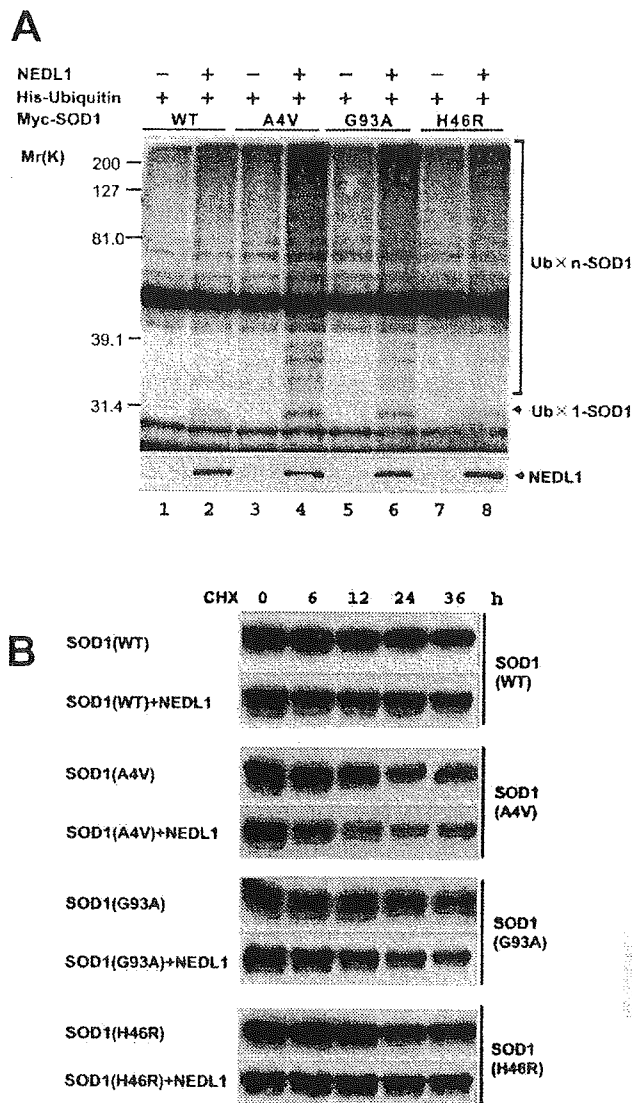 A
NEDL1 − + − + − + − +
His-Ubiquitin + + + + + + + +
Myc-SOD1 WT A4V G93A H46R
Mr(K)
200
127
81.0
39.1
31.4
Ub×n-SOD1
Ub×1-SOD1
NEDL1
1 2 3 4 5 6 7 8
B
CHX 0 6 12 24 36 h
SOD1(WT)
SOD1(WT)+NEDL1
SOD1
(WT)
SOD1(A4V)
SOD1(A4V)+NEDL1
SOD1
(A4V)
SOD1(G93A)
SOD1(G93A)+NEDL1
SOD1
(G93A)
SOD1(H46R)
SOD1(H46R)+NEDL1
SOD1
(H46R)